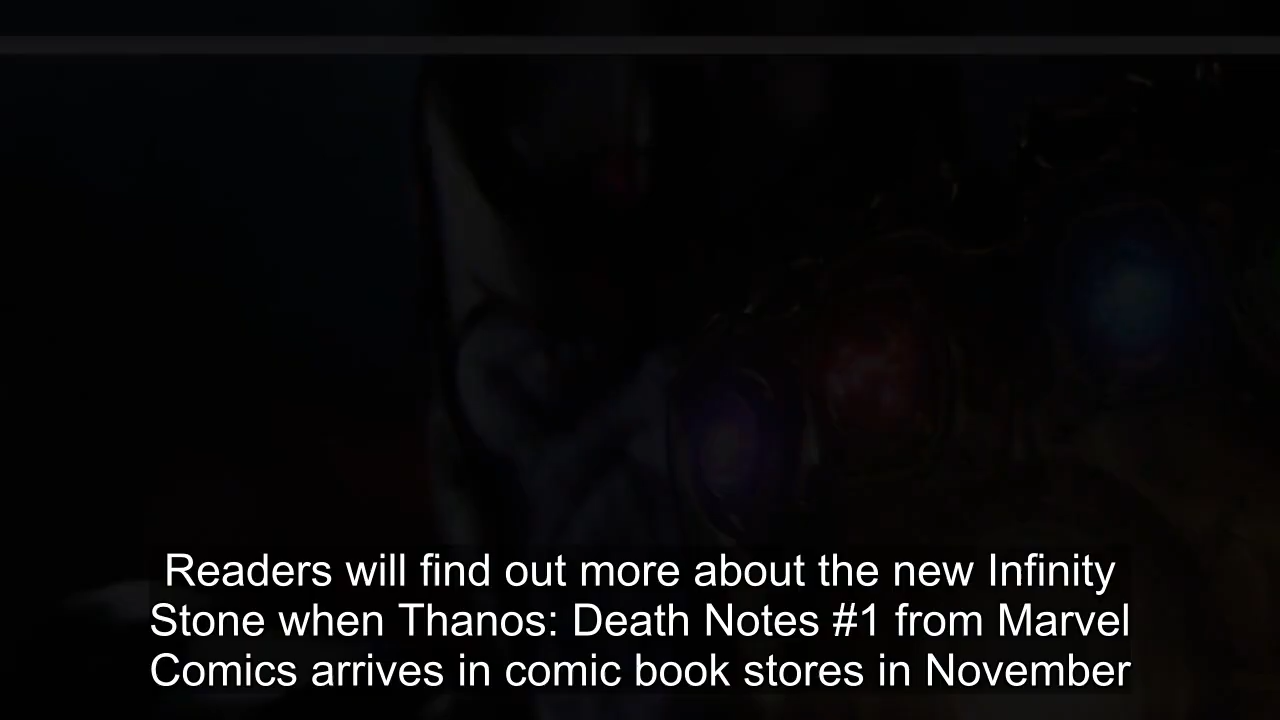 Readers will find out more about the new Infinity
Stone when Thanos: Death Notes #1 from Marvel
Comics arrives in comic book stores in November